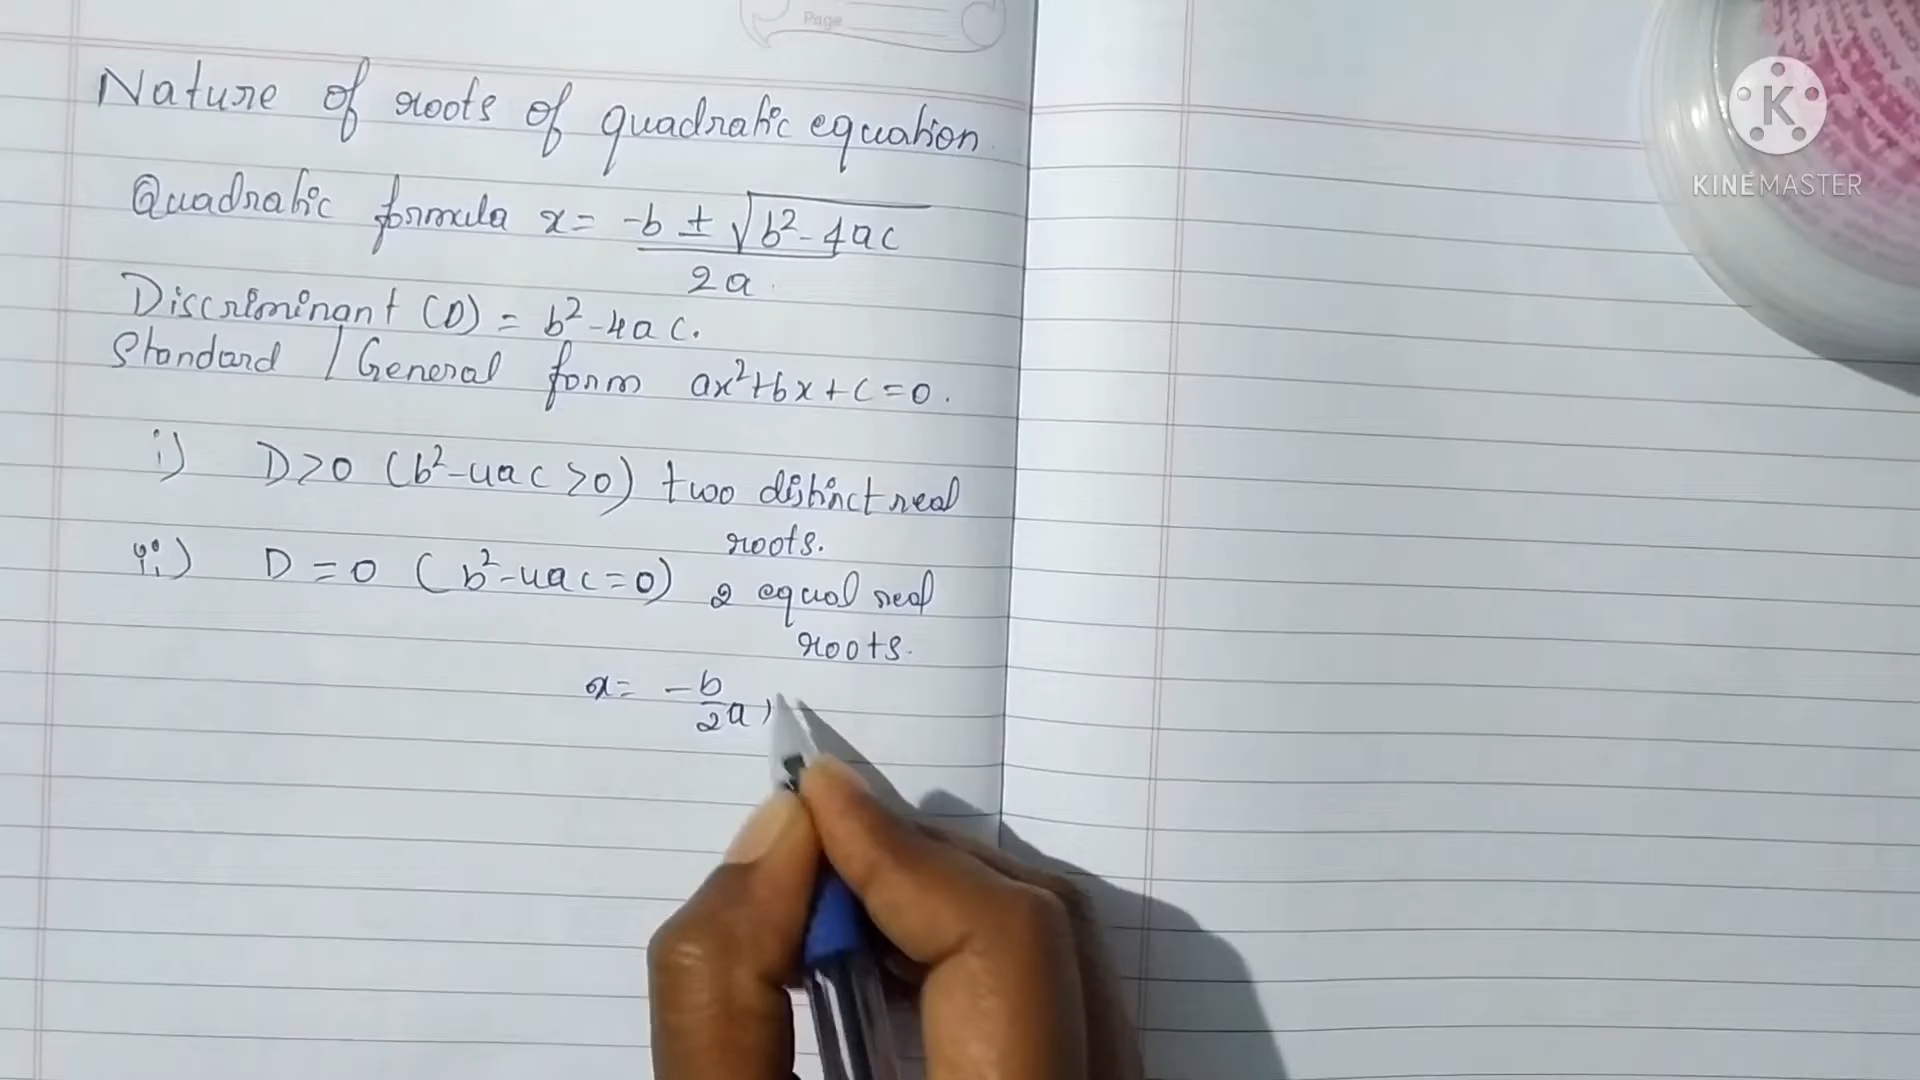 Page
Nature of roots of quadratic equation.
Quadratic formula x = -b ± √b² - 4ac
2a.
Discriminant (D) = b² - 4ac.
Standard / General form ax² + bx + c = 0.
i) D > 0 (b² - 4ac > 0) two distinct real
roots.
ii) D = 0 (b² - 4ac = 0) 2 equal real
roots.
x = -b
2a,
K
KINEMASTER